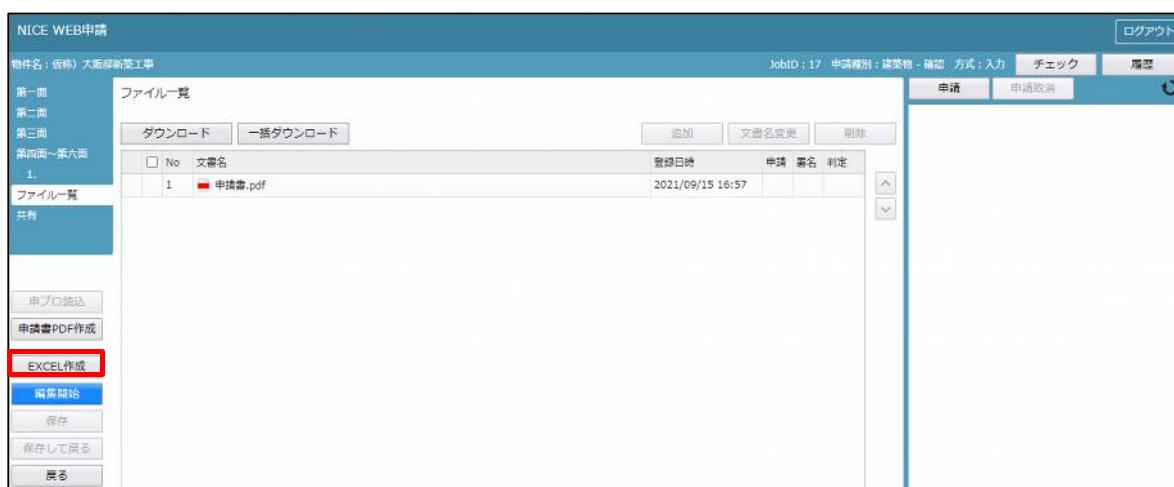 NICE WEB申請
ログアウト
物件名：仮称）大阪邸新築工事
JobID：17 申請種別：建築物 - 確認 方式：入力 チェック 履歴
第一面
第二面
第三面
第四面～第六面
1.
ファイル一覧
共有
ファイル一覧
ダウンロード 一括ダウンロード 追加 文書名変更 削除
No 文書名 登録日時 申請 署名 判定
1 申請書.pdf 2021/09/15 16:57
申請 申請取消
申プロ読込
申請書PDF作成
EXCEL作成
編集開始
保存
保存して戻る
戻る